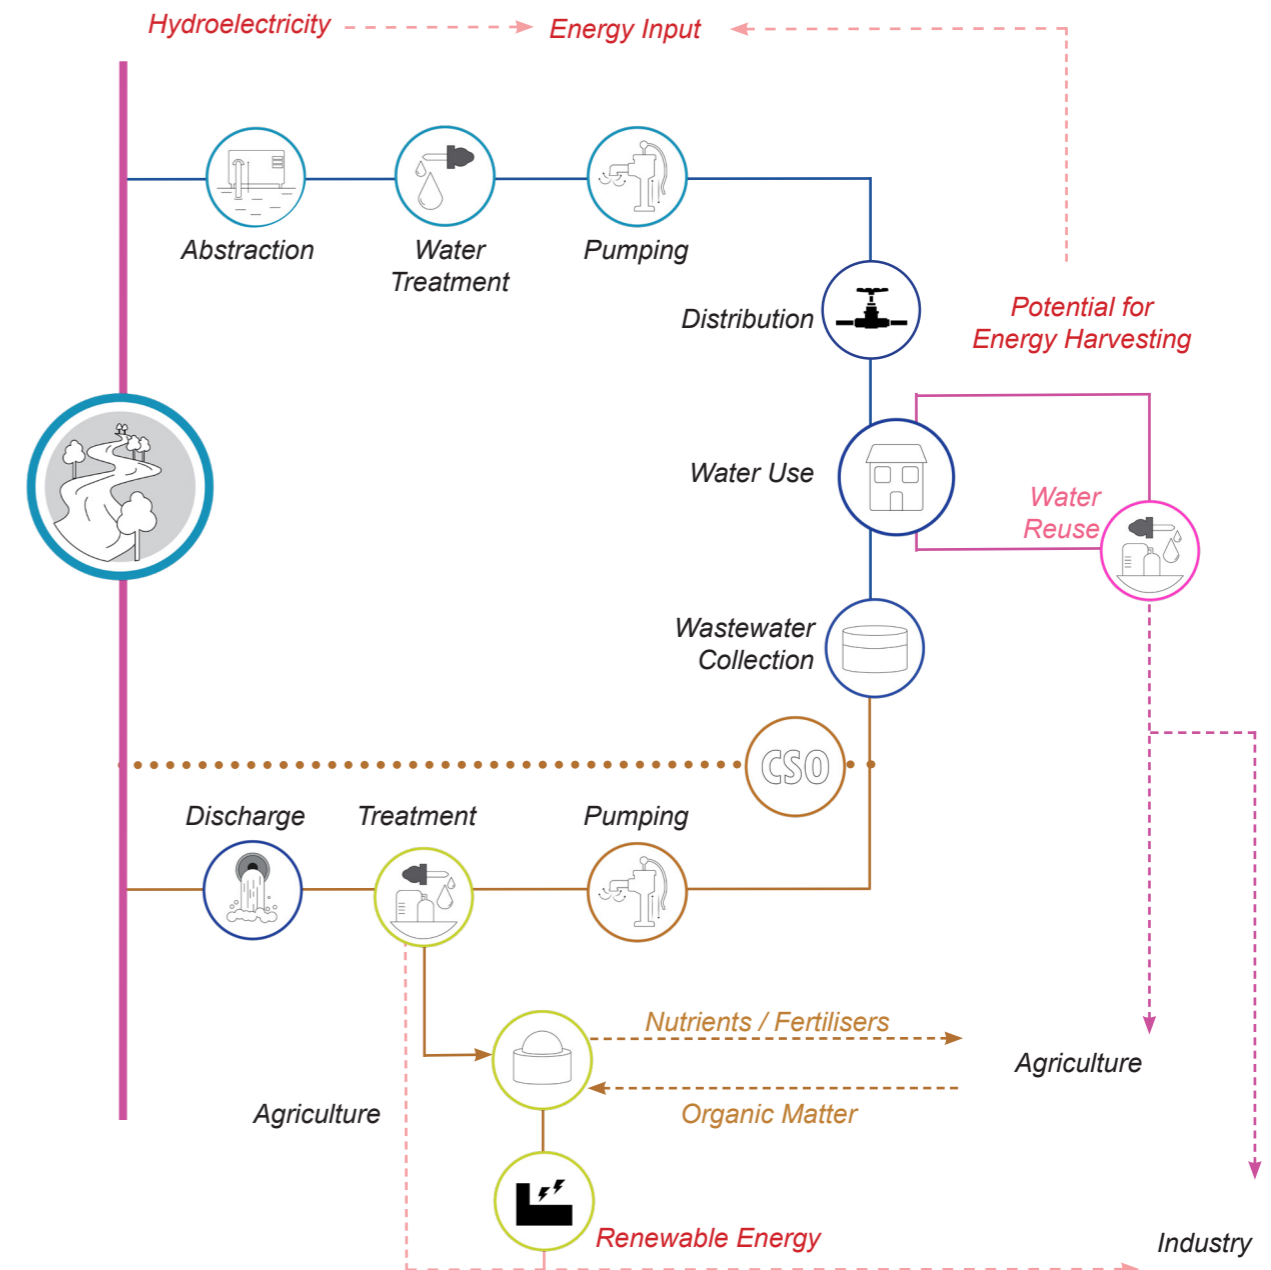 Hydroelectricity
Energy Input
Abstraction
Water
Treatment
Pumping
Distribution
Potential for
Energy Harvesting
Water Use
Water
Reuse
Wastewater
Collection
CSO
Discharge
Treatment
Pumping
Nutrients / Fertilisers
Agriculture
Agriculture
Organic Matter
Renewable Energy
Industry